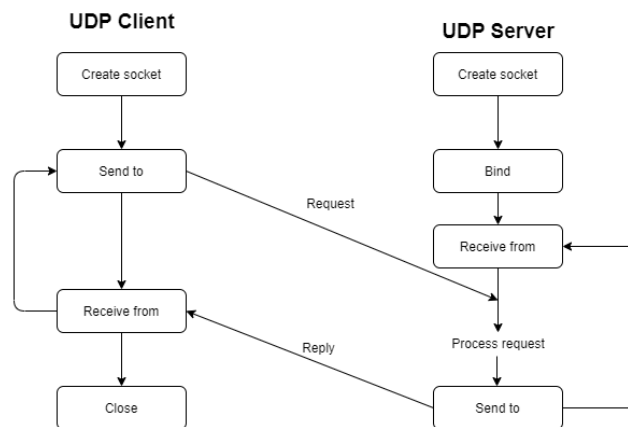 UDP Client
UDP Server
Create socket
Create socket
Send to
Bind
Request
Receive from
Receive from
Reply
Process request
Close
Send to